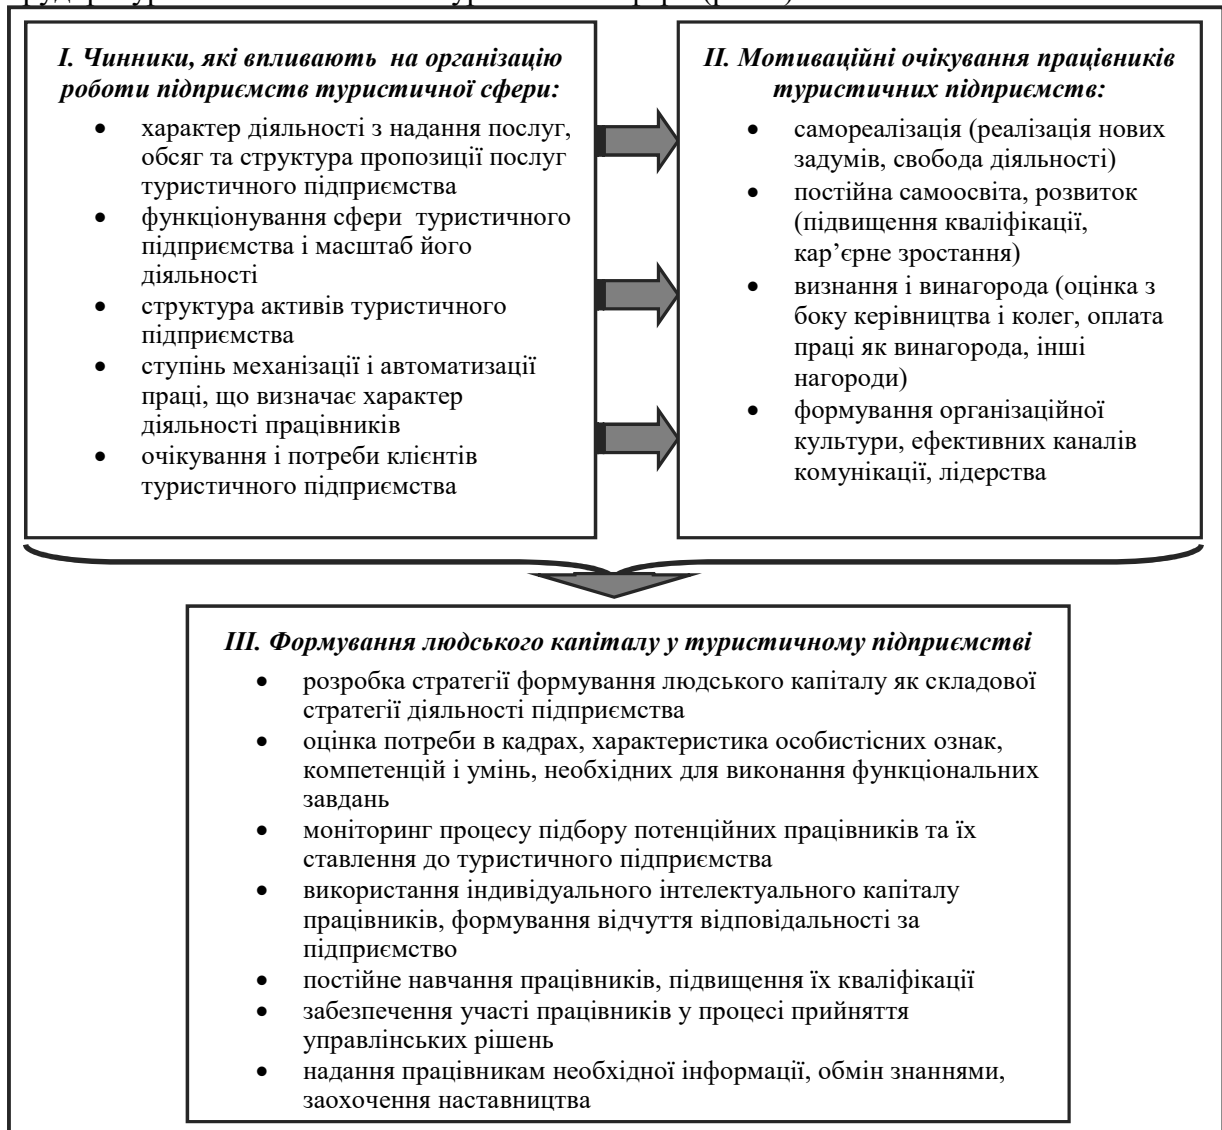 І. Чинники, які впливають на організацію
роботи підприємств туристичної сфери:
• характер діяльності з надання послуг,
обсяг та структура пропозиції послуг
туристичного підприємства
• функціонування сфери туристичного
підприємства і масштаб його
діяльності
• структура активів туристичного
підприємства
• ступінь механізації і автоматизації
праці, що визначає характер
діяльності працівників
• очікування і потреби клієнтів
туристичного підприємства
ІІ. Мотиваційні очікування працівників
туристичних підприємств:
• самореалізація (реалізація нових
задумів, свобода діяльності)
• постійна самоосвіта, розвиток
(підвищення кваліфікації,
кар’єрне зростання)
• визнання і винагорода (оцінка з
боку керівництва і колег, оплата
праці як винагорода, інші
нагороди)
• формування організаційної
культури, ефективних каналів
комунікації, лідерства
ІІІ. Формування людського капіталу у туристичному підприємстві
• розробка стратегії формування людського капіталу як складової
стратегії діяльності підприємства
• оцінка потреби в кадрах, характеристика особистісних ознак,
компетенцій і умінь, необхідних для виконання функціональних
завдань
• моніторинг процесу підбору потенційних працівників та їх
ставлення до туристичного підприємства
• використання індивідуального інтелектуального капіталу
працівників, формування відчуття відповідальності за
підприємство
• постійне навчання працівників, підвищення їх кваліфікації
• забезпечення участі працівників у процесі прийняття
управлінських рішень
• надання працівникам необхідної інформації, обмін знаннями,
заохочення наставництва